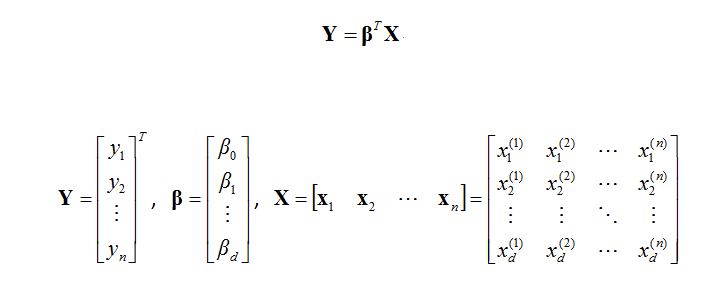 Y = β^T X
Y = [y_1 y_2 ⋮ y_n]^T , β = [β_0 β_1 ⋮ β_d] , X = [x_1 x_2 ⋯ x_n] = [x_1^(1) x_1^(2) ⋯ x_1^(n)
x_2^(1) x_2^(2) ⋯ x_2^(n)
⋮ ⋮ ⋱ ⋮
x_d^(1) x_d^(2) ⋯ x_d^(n)]